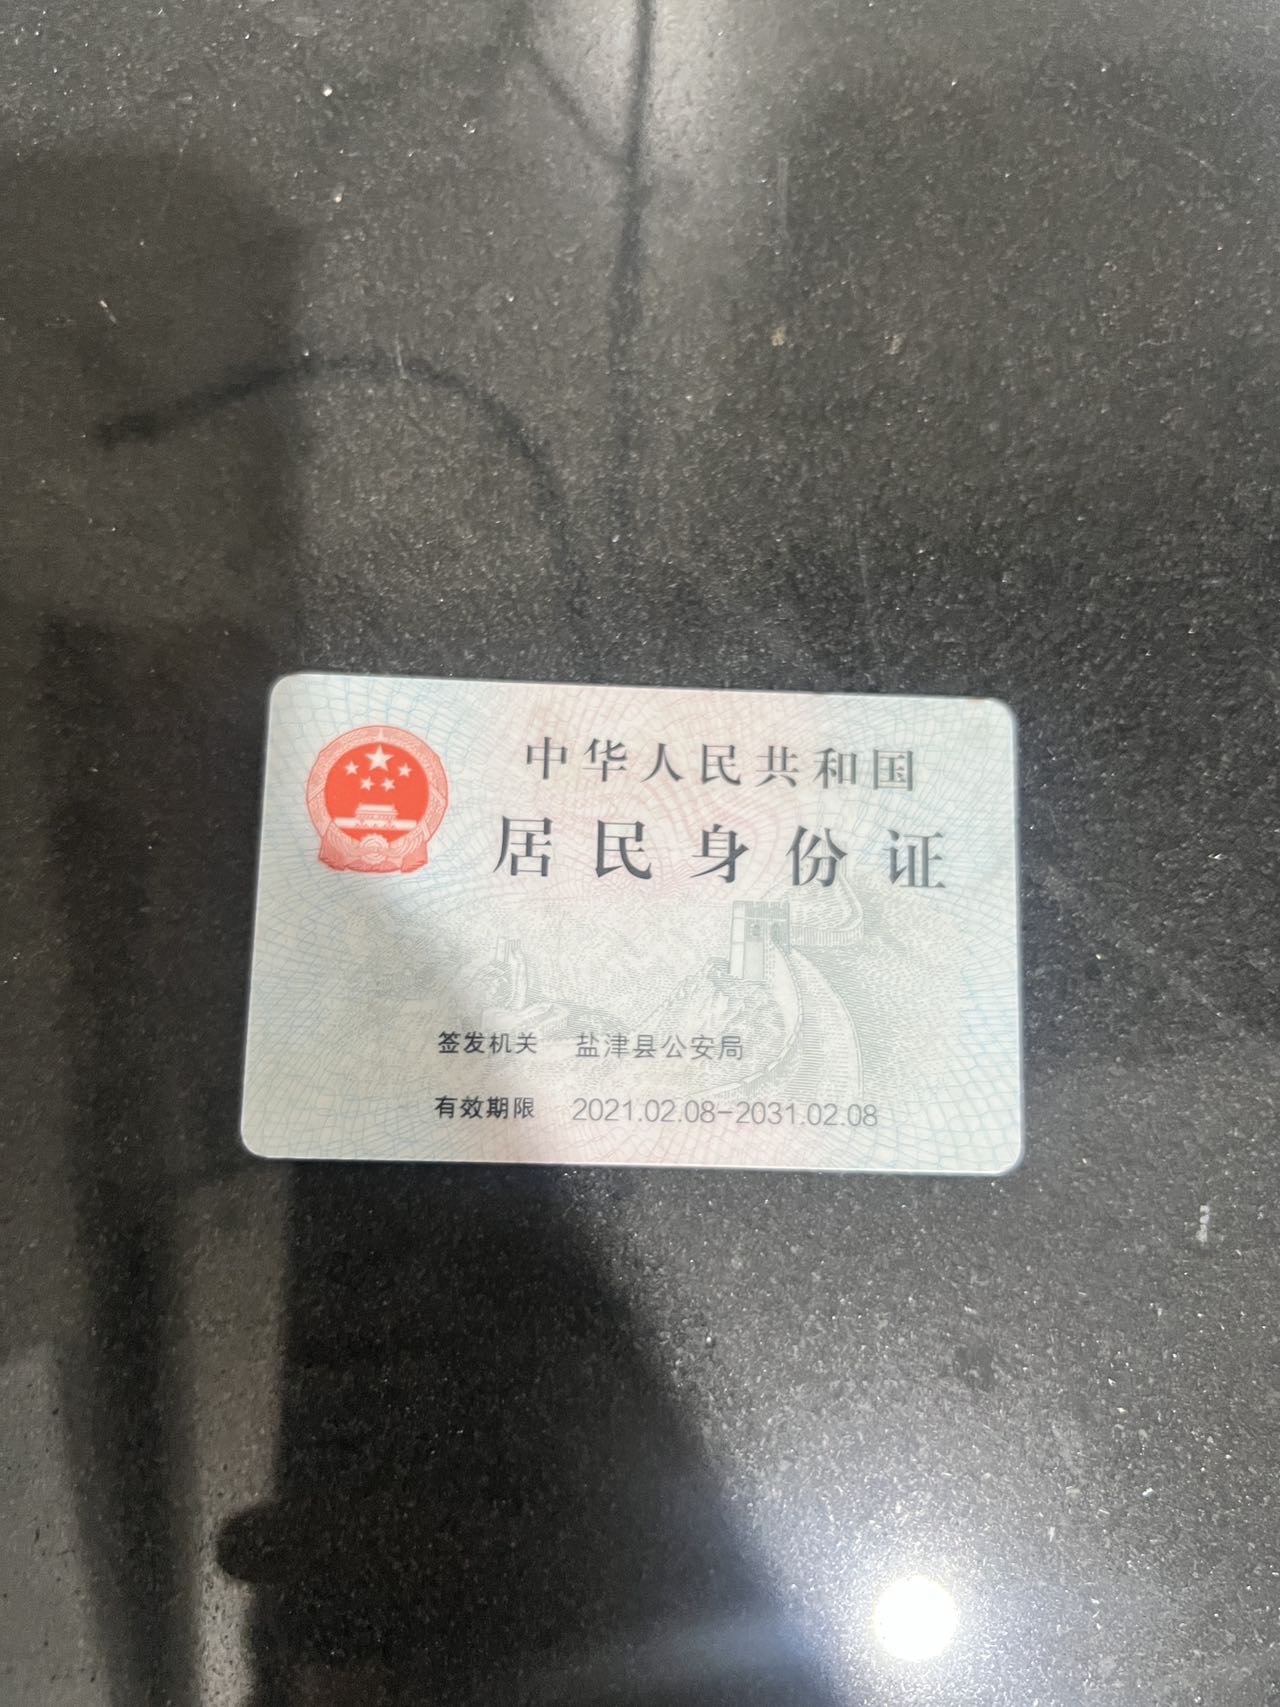 中华人民共和国
居民身份证
签发机关 盐津县公安局
有效期限 2021.02.08-2031.02.08